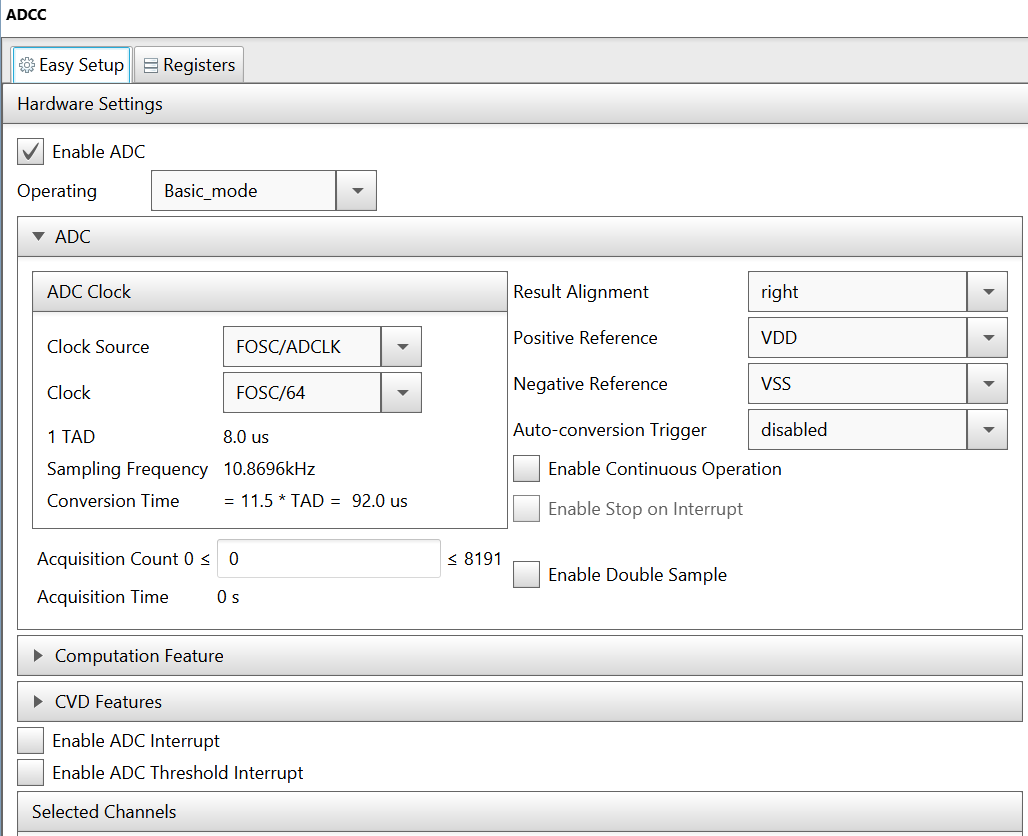 ADCC
Easy Setup Registers
Hardware Settings
Enable ADC
Operating Basic_mode
ADC
ADC Clock
Clock Source FOSC/ADCLK
Clock FOSC/64
1 TAD 8.0 us
Sampling Frequency 10.8696kHz
Conversion Time = 11.5 * TAD = 92.0 us
Acquisition Count 0 ≤ 0 ≤ 8191
Acquisition Time 0 s
Result Alignment right
Positive Reference VDD
Negative Reference VSS
Auto-conversion Trigger disabled
Enable Continuous Operation
Enable Stop on Interrupt
Enable Double Sample
Computation Feature
CVD Features
Enable ADC Interrupt
Enable ADC Threshold Interrupt
Selected Channels